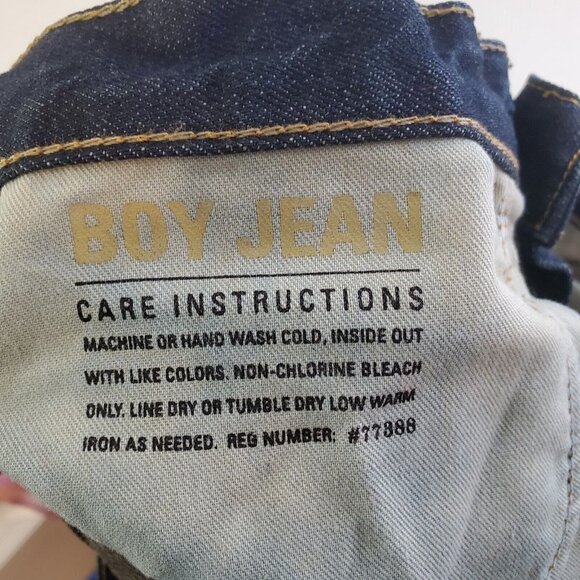 BOY JEAN
CARE INSTRUCTIONS
MACHINE OR HAND WASH COLD, INSIDE OUT
WITH LIKE COLORS. NON-CHLORINE BLEACH
ONLY. LINE DRY OR TUMBLE DRY LOW WARM
IRON AS NEEDED. REG NUMBER: #77388